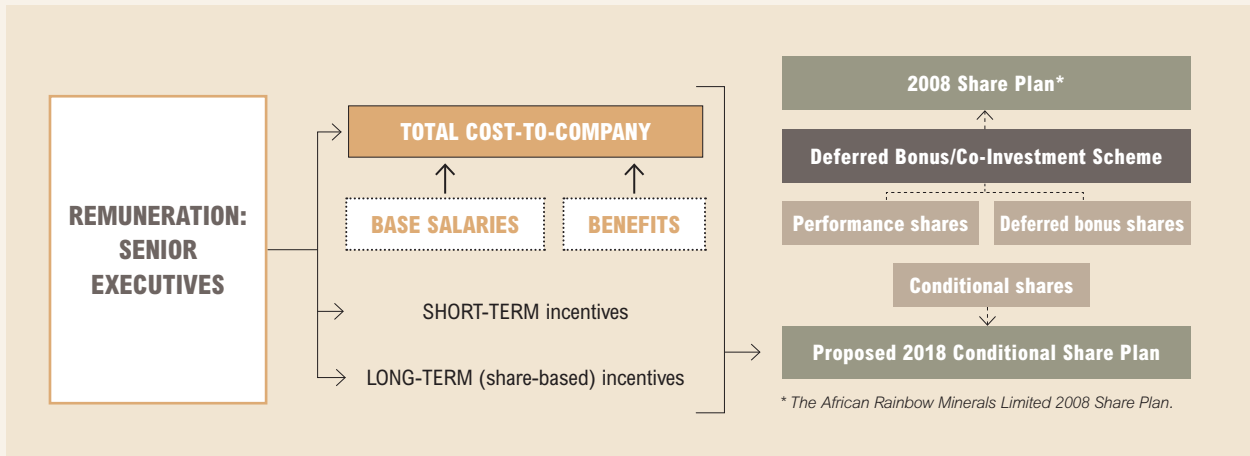 REMUNERATION:
SENIOR
EXECUTIVES
TOTAL COST-TO-COMPANY
BASE SALARIES
BENEFITS
SHORT-TERM incentives
LONG-TERM (share-based) incentives
2008 Share Plan*
Deferred Bonus/Co-Investment Scheme
Performance shares
Deferred bonus shares
Conditional shares
Proposed 2018 Conditional Share Plan
* The African Rainbow Minerals Limited 2008 Share Plan.